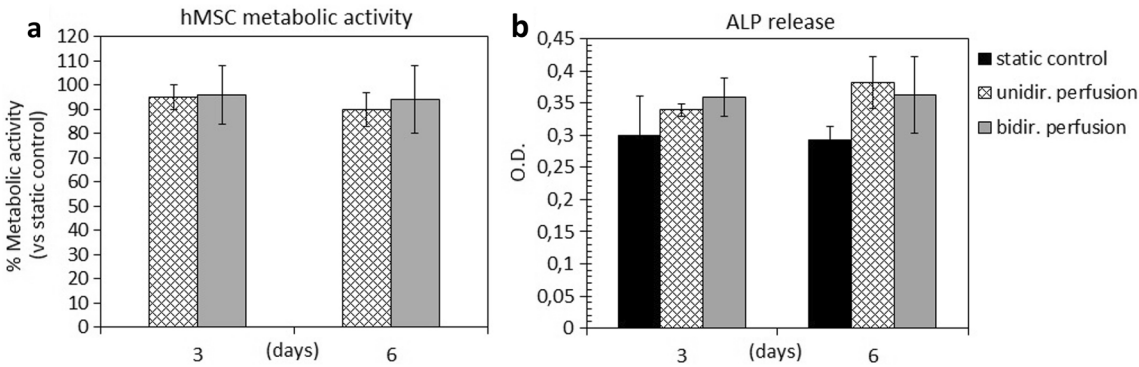 a
hMSC metabolic activity
% Metabolic activity
(vs static control)
120
110
100
90
80
70
60
50
40
30
20
10
0
3
(days)
6
b
ALP release
O.D.
0,45
0,4
0,35
0,3
0,25
0,2
0,15
0,1
0,05
0
3
(days)
6
static control
unidir. perfusion
bidir. perfusion